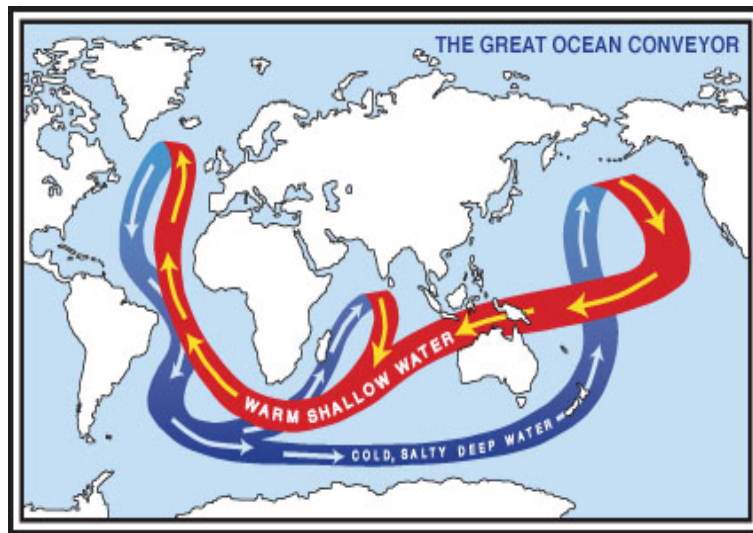 THE GREAT OCEAN CONVEYOR
WARM SHALLOW WATER
COLD, SALTY DEEP WATER